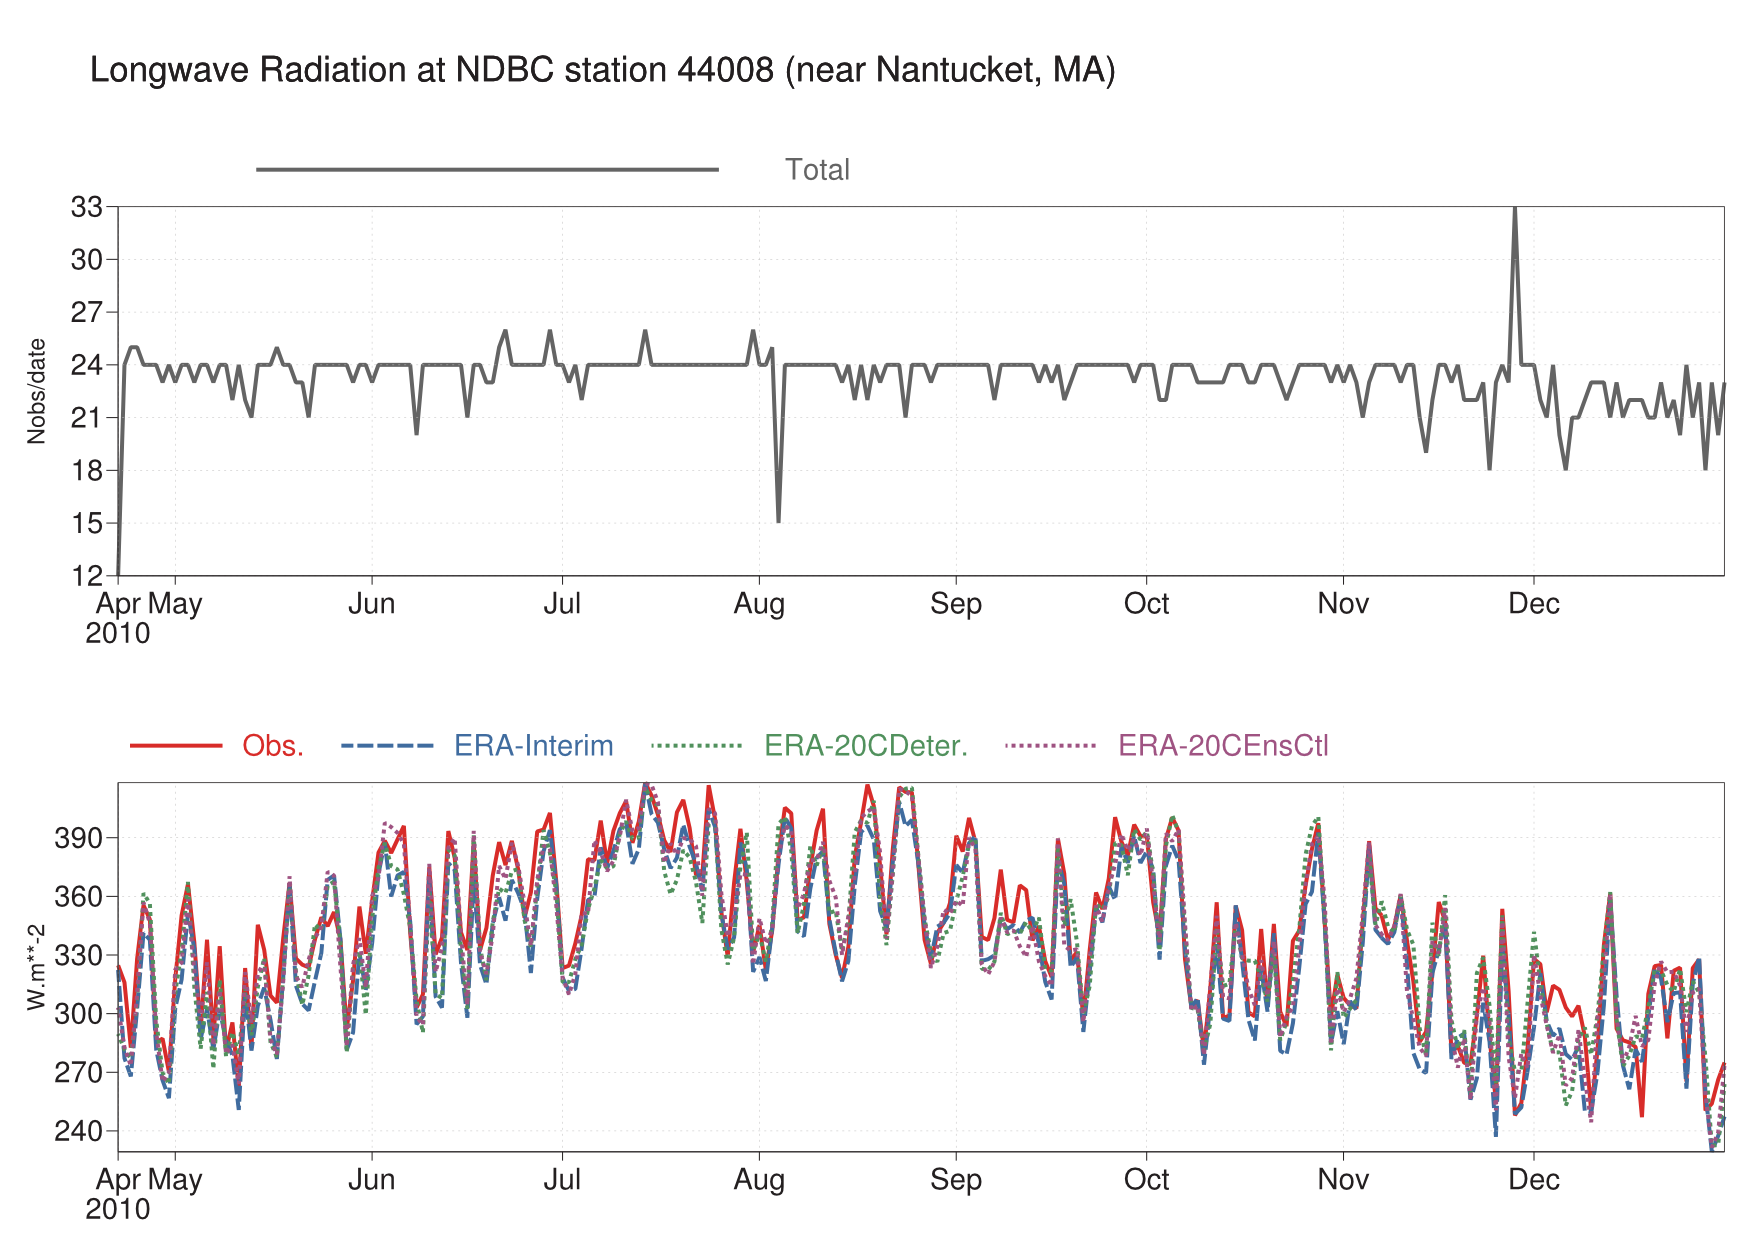 Longwave Radiation at NDBC station 44008 (near Nantucket, MA)
Total
33
30
27
24
21
18
15
12
Nobs/date
Apr May Jun Jul Aug Sep Oct Nov Dec
2010
Obs. ERA-Interim ERA-20CDeter. ERA-20CEnsCtl
390
360
330
300
270
240
W.m**-2
Apr May Jun Jul Aug Sep Oct Nov Dec
2010